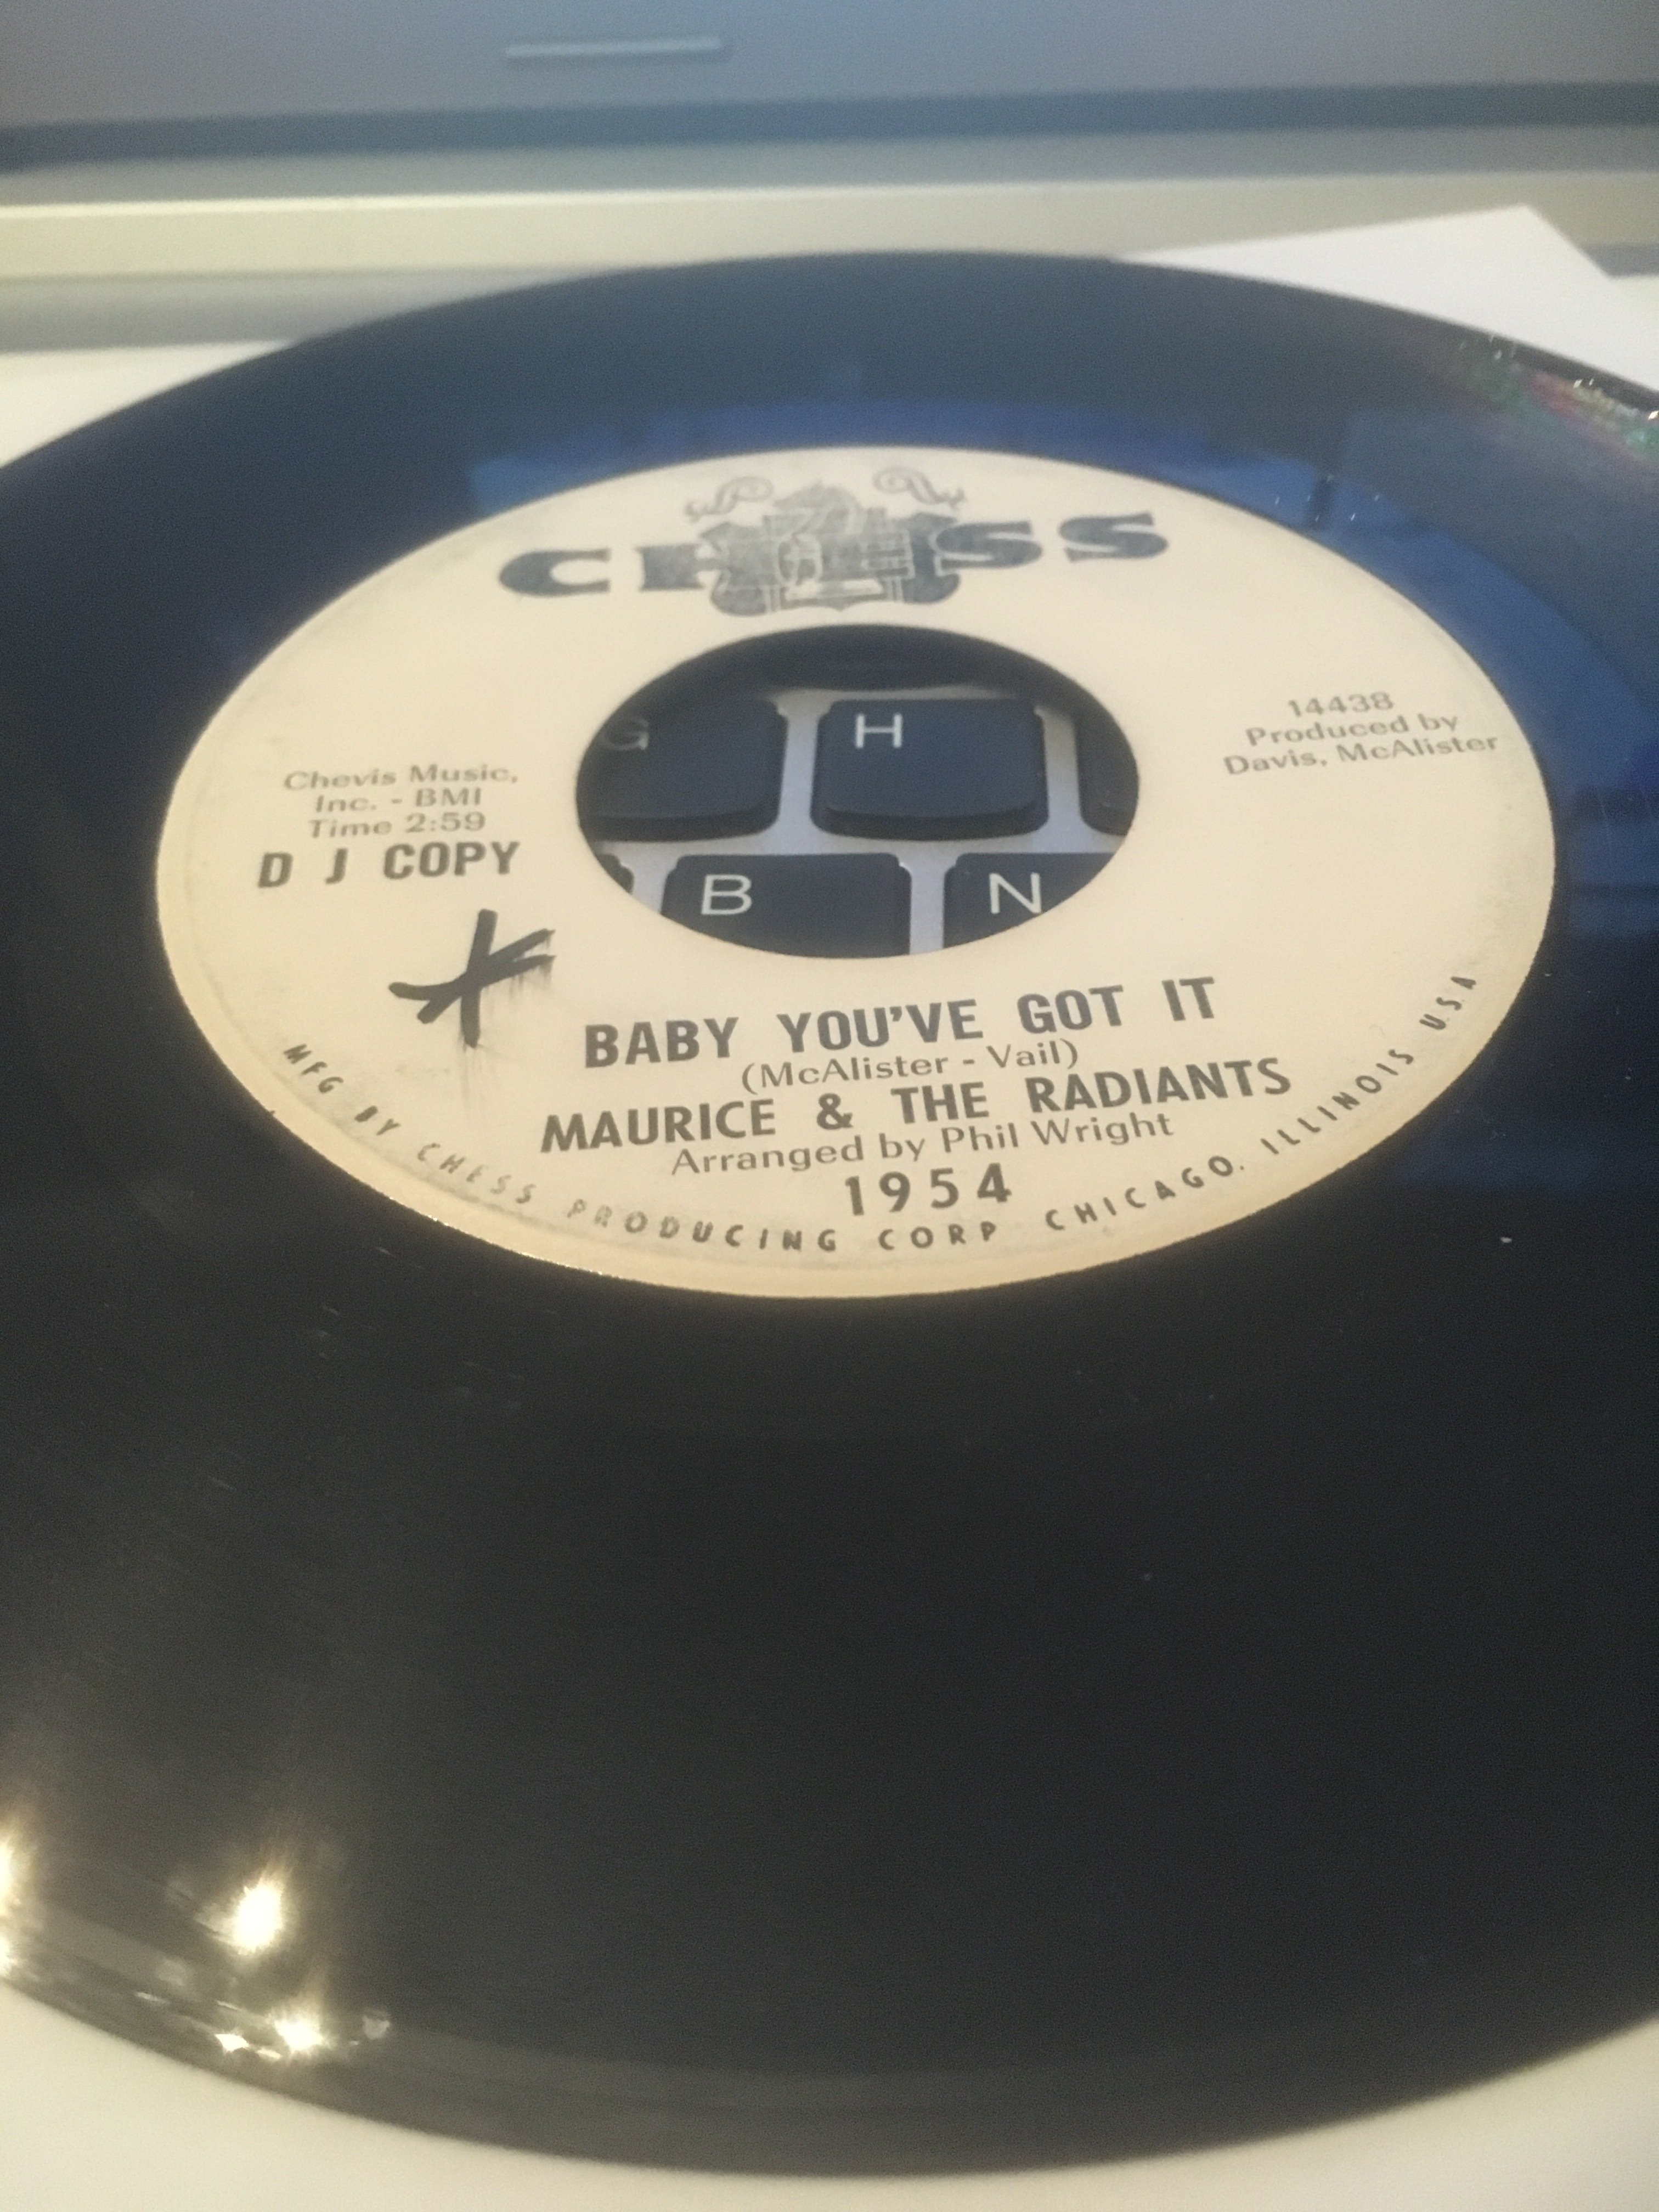 CHESS
14438
Produced by
Davis, McAlister
Chevis Music,
Inc. - BMI
Time 2:59
D J COPY
G
H
B
N
BABY YOU'VE GOT IT
(McAlister - Vail)
MAURICE & THE RADIANTS
Arranged by Phil Wright
1954
MFG BY CHESS PRODUCING CORP CHICAGO. ILLINOIS U.S.A